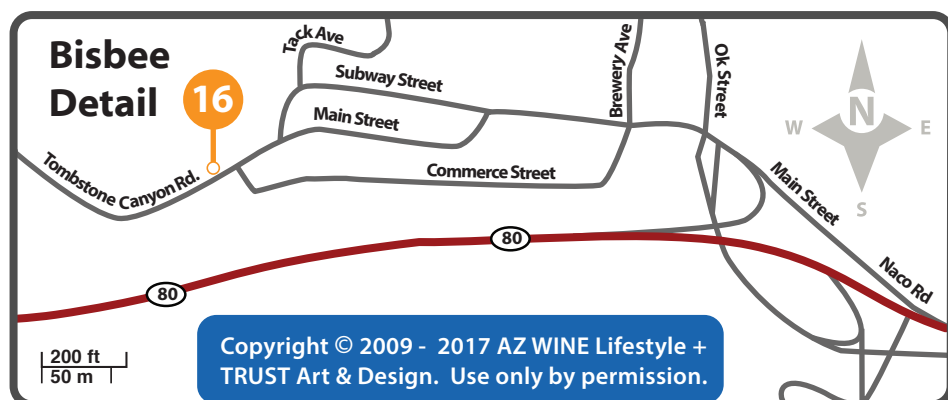 Bisbee
Detail
16
Tack Ave
Subway Street
Main Street
Commerce Street
Tombstone Canyon Rd.
Brewery Ave
Ok Street
N
W
E
S
Main Street
Naco Rd
80
80
200 ft
50 m
Copyright © 2009 - 2017 AZ WINE Lifestyle +
TRUST Art & Design. Use only by permission.